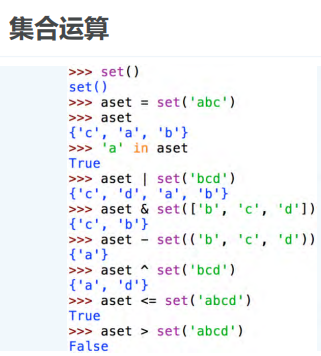 集合运算
>>> set()
set()
>>> aset = set('abc')
>>> aset
{'c', 'a', 'b'}
>>> 'a' in aset
True
>>> aset | set('bcd')
{'c', 'd', 'a', 'b'}
>>> aset & set(['b', 'c', 'd'])
{'c', 'b'}
>>> aset - set(('b', 'c', 'd'))
{'a'}
>>> aset ^ set('bcd')
{'a', 'd'}
>>> aset <= set('abcd')
True
>>> aset > set('abcd')
False